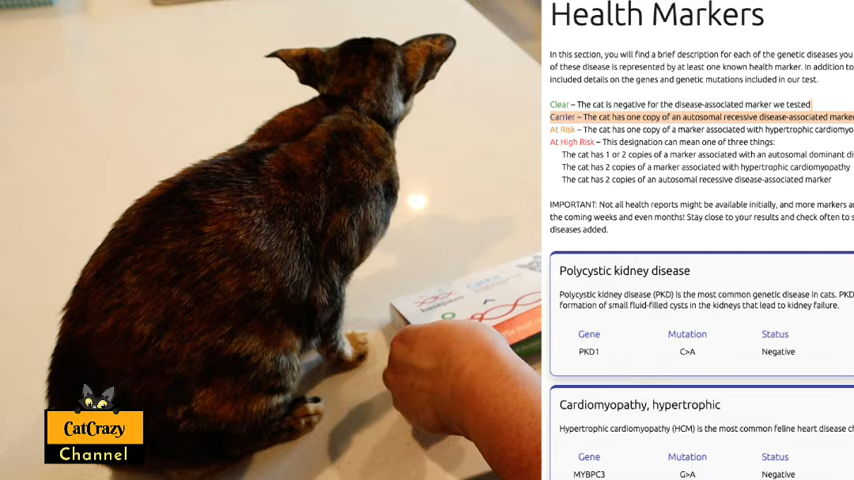 Health Markers
In this section, you will find a brief description for each of the genetic diseases you
of these disease is represented by at least one known health marker. In addition to
included details on the genes and genetic mutations included in our test.
Clear – The cat is negative for the disease-associated marker we tested
Carrier – The cat has one copy of an autosomal recessive disease-associated marker
At Risk – The cat has one copy of a marker associated with hypertrophic cardiomyo
At High Risk – This designation can mean one of three things:
The cat has 1 or 2 copies of a marker associated with an autosomal dominant di
The cat has 2 copies of a marker associated with hypertrophic cardiomyopathy
The cat has 2 copies of an autosomal recessive disease-associated marker
IMPORTANT: Not all health reports might be available initially, and more markers a
the coming weeks and even months! Stay close to your results and check often to s
diseases added.
Polycystic kidney disease
Polycystic kidney disease (PKD) is the most common genetic disease in cats. PKD
formation of small fluid-filled cysts in the kidneys that lead to kidney failure.
Gene Mutation Status
PKD1 C>A Negative
Cardiomyopathy, hypertrophic
Hypertrophic cardiomyopathy (HCM) is the most common feline heart disease c
Gene Mutation Status
MYBPC3 G>A Negative
CatCrazy
Channel